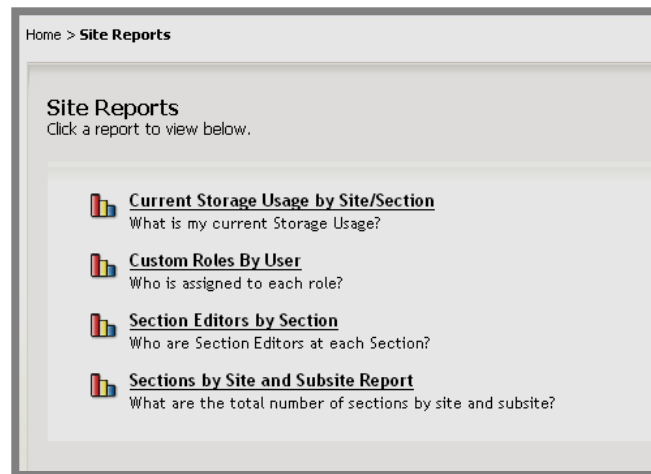 Home > Site Reports
Site Reports
Click a report to view below.
Current Storage Usage by Site/Section
What is my current Storage Usage?
Custom Roles By User
Who is assigned to each role?
Section Editors by Section
Who are Section Editors at each Section?
Sections by Site and Subsite Report
What are the total number of sections by site and subsite?